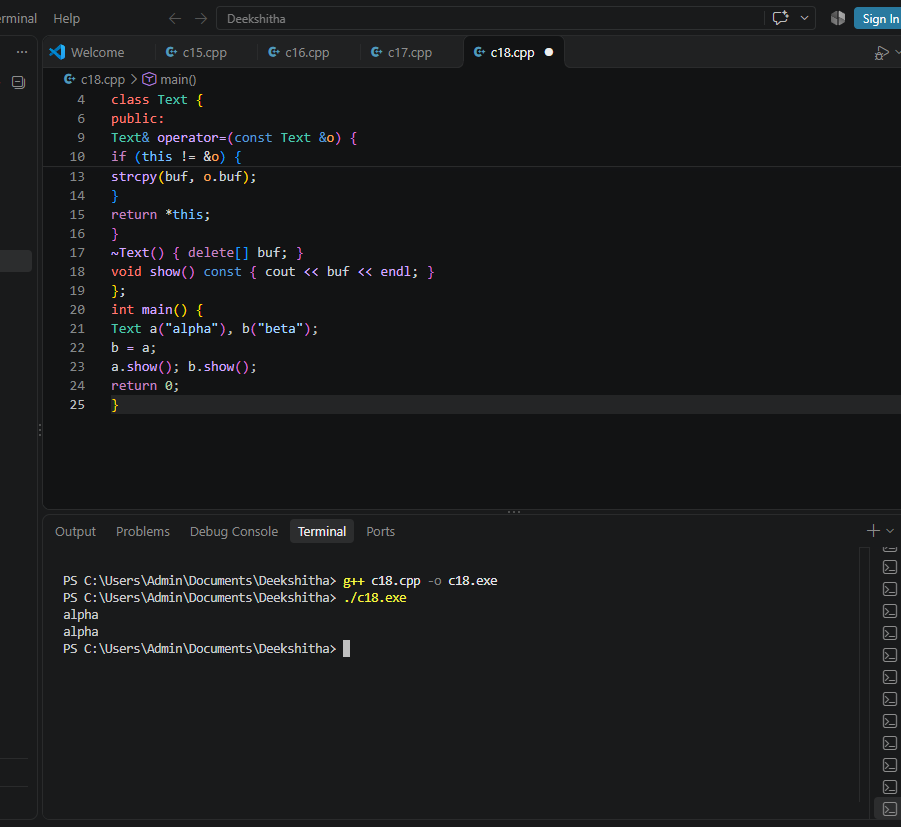 erminal Help
Deekshitha
Sign In
Welcome c15.cpp c16.cpp c17.cpp c18.cpp
c18.cpp > main()
4 class Text {
6 public:
9 Text& operator=(const Text &o) {
10 if (this != &o) {
13 strcpy(buf, o.buf);
14 }
15 return *this;
16 }
17 ~Text() { delete[] buf; }
18 void show() const { cout << buf << endl; }
19 };
20 int main() {
21 Text a("alpha"), b("beta");
22 b = a;
23 a.show(); b.show();
24 return 0;
25 }
Output Problems Debug Console Terminal Ports
PS C:\Users\Admin\Documents\Deekshitha> g++ c18.cpp -o c18.exe
PS C:\Users\Admin\Documents\Deekshitha> ./c18.exe
alpha
alpha
PS C:\Users\Admin\Documents\Deekshitha>